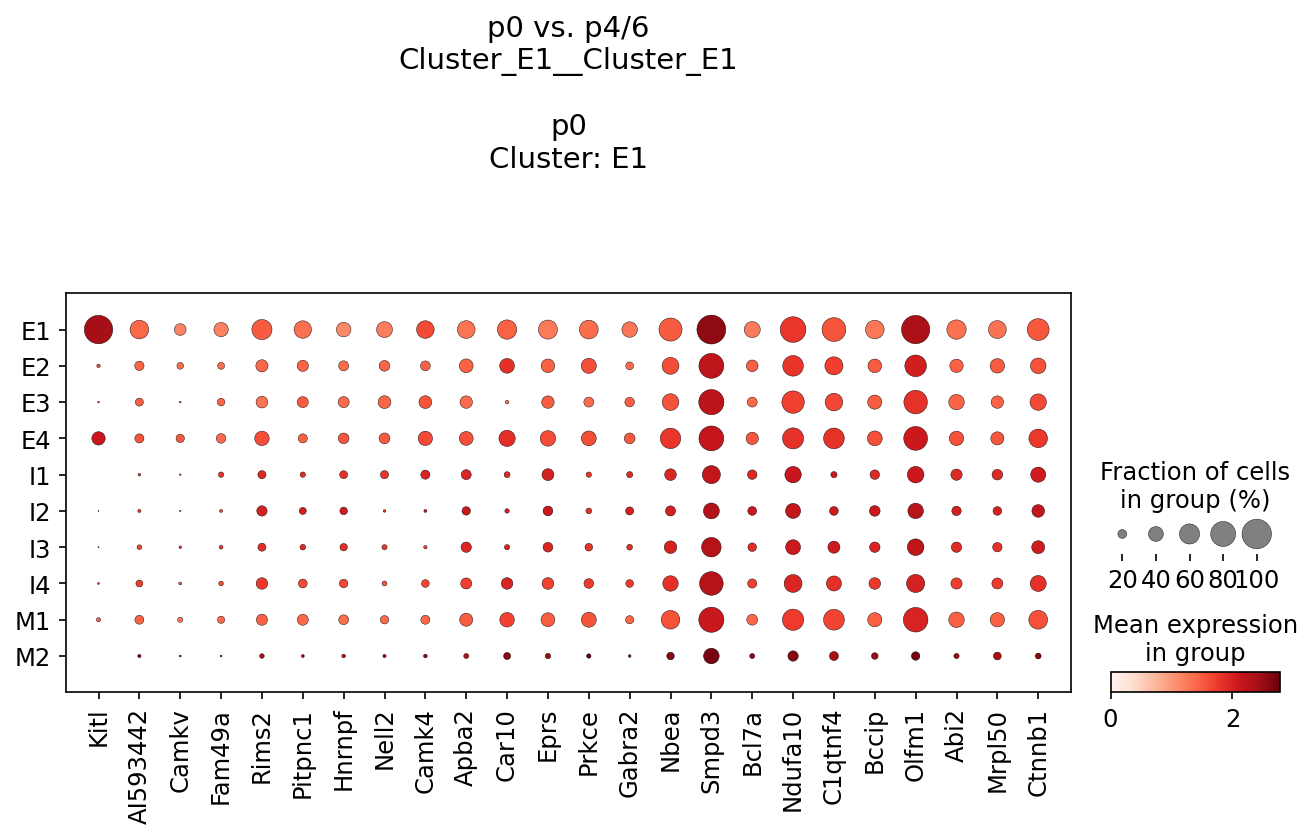 p0 vs. p4/6
Cluster_E1__Cluster_E1
p0
Cluster: E1
E1
E2
E3
E4
I1
I2
I3
I4
M1
M2
Kitl
AI593442
Camkv
Fam49a
Rims2
Pitpnc1
Hnrnpf
Nell2
Camk4
Apba2
Car10
Eprs
Prkce
Gabra2
Nbea
Smpd3
Bcl7a
Ndufa10
C1qtnf4
Bccip
Olfm1
Abi2
Mrpl50
Ctnnb1
Fraction of cells
in group (%)
20 40 60 80 100
Mean expression
in group
0 2